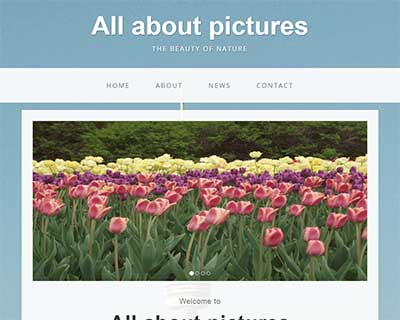 All about pictures
THE BEAUTY OF NATURE
HOME ABOUT NEWS CONTACT
Welcome to
All about pictures